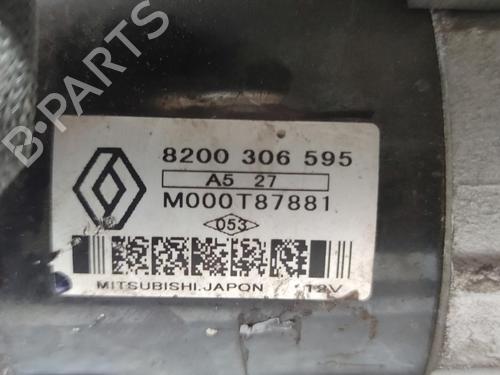 B-PARTS
8200 306 595
A5 27
M000T87881
053
MITSUBISHI.JAPON 12V